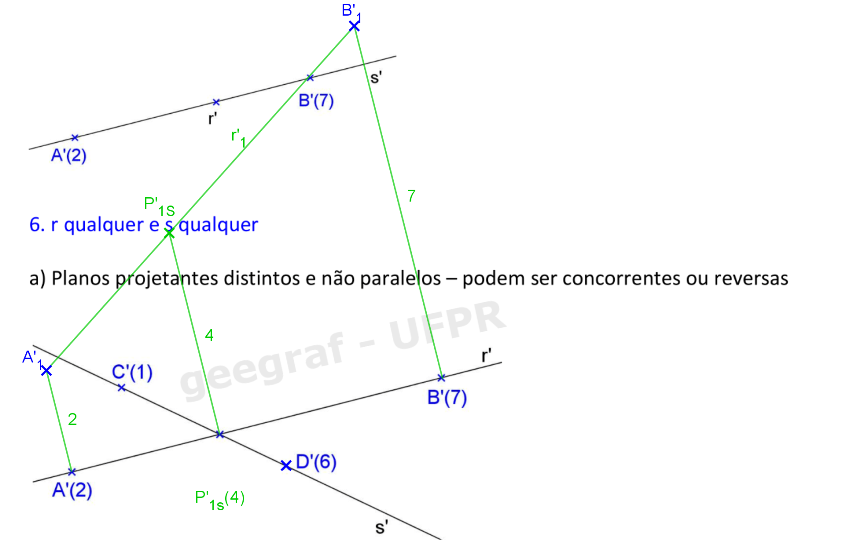 B'1
s'
B'(7)
r'
r'1
A'(2)
7
P'1S
6. r qualquer e s qualquer
a) Planos projetantes distintos e não paralelos – podem ser concorrentes ou reversas
geegraf - UFPR
4
r'
A'1
C'(1)
B'(7)
2
D'(6)
A'(2)
P'1s(4)
s'